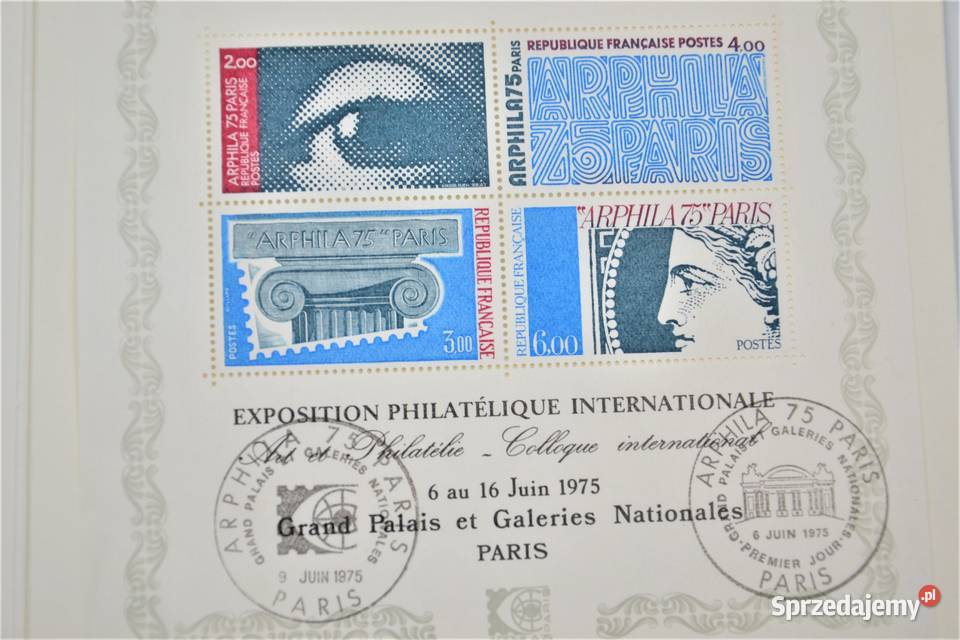 2.00
ARPHILA 75 PARIS
REPUBLIQUE FRANÇAISE
POSTES
REPUBLIQUE FRANÇAISE POSTES 4.00
ARPHILA 75 PARIS
ARPHILA
75 PARIS
"ARPHILA 75" PARIS
REPUBLIQUE FRANÇAISE
POSTES
3,00
"ARPHILA 75" PARIS
REPUBLIQUE FRANÇAISE
6,00
POSTES
EXPOSITION PHILATÉLIQUE INTERNATIONALE
Art et Philatélie - Colloque international
6 au 16 Juin 1975
Grand Palais et Galeries Nationales
PARIS
ARPHILA 75 PARIS
GRAND PALAIS ET GALERIES NATIONALES
9 JUIN 1975
ARPHILA 75 PARIS
GRAND PALAIS ET GALERIES NATIONALES
6 JUIN 1975
-PREMIER JOUR-
PARIS
Sprzedajemy.pl